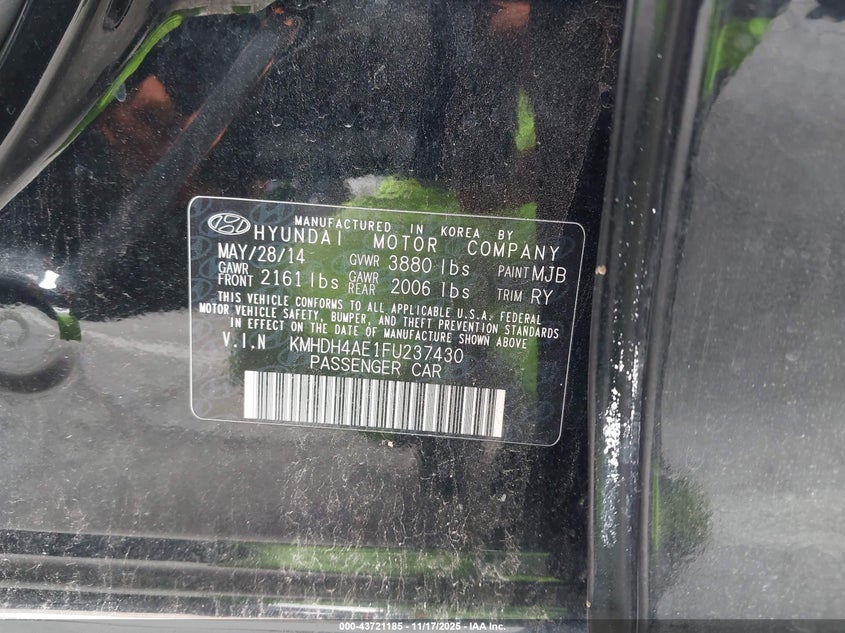 MANUFACTURED IN KOREA BY
HYUNDAI MOTOR COMPANY
MAY/28/14 GVWR 3880 lbs PAINT MJB
GAWR FRONT 2161 lbs GAWR REAR 2006 lbs TRIM RY
THIS VEHICLE CONFORMS TO ALL APPLICABLE U.S.A. FEDERAL
MOTOR VEHICLE SAFETY, BUMPER, AND THEFT PREVENTION STANDARDS
IN EFFECT ON THE DATE OF MANUFACTURE SHOWN ABOVE
V.I.N KMHDH4AE1FU237430
PASSENGER CAR
000-43721185 - 11/17/2025 - IAA Inc.